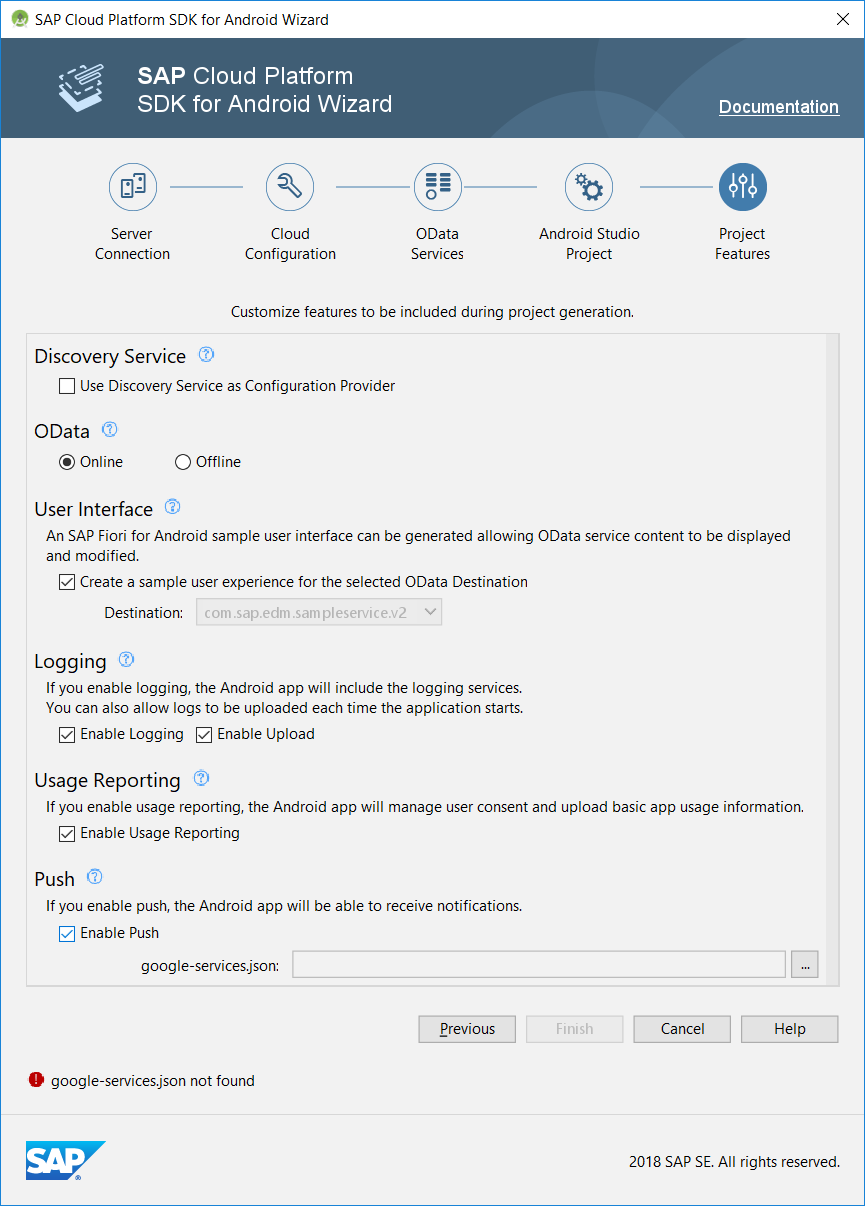 SAP Cloud Platform SDK for Android Wizard
SAP Cloud Platform
SDK for Android Wizard
Documentation
Server
Connection
Cloud
Configuration
OData
Services
Android Studio
Project
Project
Features
Customize features to be included during project generation.
Discovery Service ?
Use Discovery Service as Configuration Provider
OData ?
Online Offline
User Interface ?
An SAP Fiori for Android sample user interface can be generated allowing OData service content to be displayed
and modified.
Create a sample user experience for the selected OData Destination
Destination: com.sap.edm.sampleservice.v2
Logging ?
If you enable logging, the Android app will include the logging services.
You can also allow logs to be uploaded each time the application starts.
Enable Logging Enable Upload
Usage Reporting ?
If you enable usage reporting, the Android app will manage user consent and upload basic app usage information.
Enable Usage Reporting
Push ?
If you enable push, the Android app will be able to receive notifications.
Enable Push
google-services.json: ...
Previous Finish Cancel Help
! google-services.json not found
SAP ®
2018 SAP SE. All rights reserved.